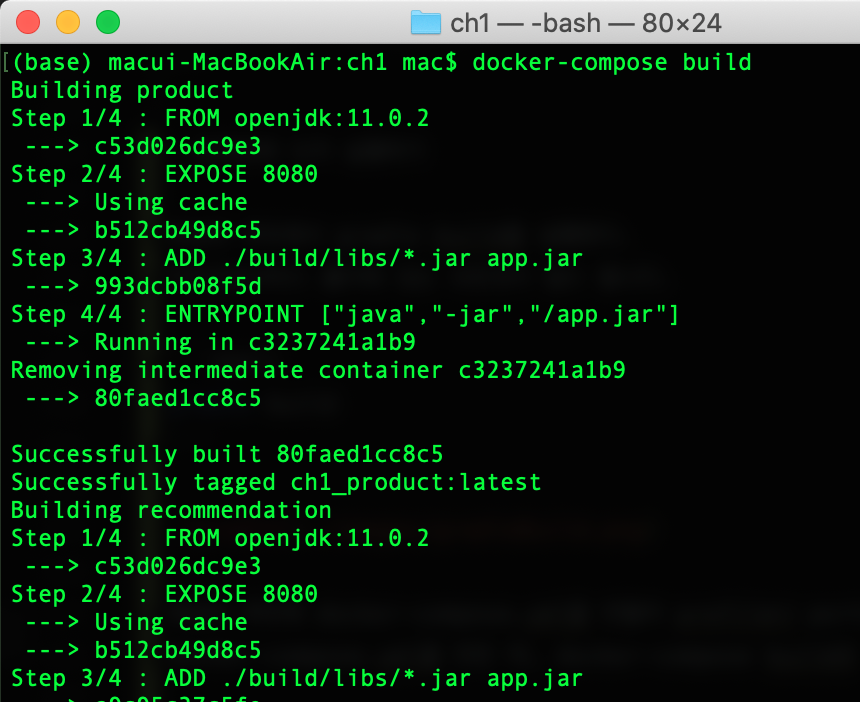 ch1 — -bash — 80×24
[(base) macui-MacBookAir:ch1 mac$ docker-compose build
Building product
Step 1/4 : FROM openjdk:11.0.2
 ---> c53d026dc9e3
Step 2/4 : EXPOSE 8080
 ---> Using cache
 ---> b512cb49d8c5
Step 3/4 : ADD ./build/libs/*.jar app.jar
 ---> 993dcbb08f5d
Step 4/4 : ENTRYPOINT ["java","-jar","/app.jar"]
 ---> Running in c3237241a1b9
Removing intermediate container c3237241a1b9
 ---> 80faed1cc8c5

Successfully built 80faed1cc8c5
Successfully tagged ch1_product:latest
Building recommendation
Step 1/4 : FROM openjdk:11.0.2
 ---> c53d026dc9e3
Step 2/4 : EXPOSE 8080
 ---> Using cache
 ---> b512cb49d8c5
Step 3/4 : ADD ./build/libs/*.jar app.jar